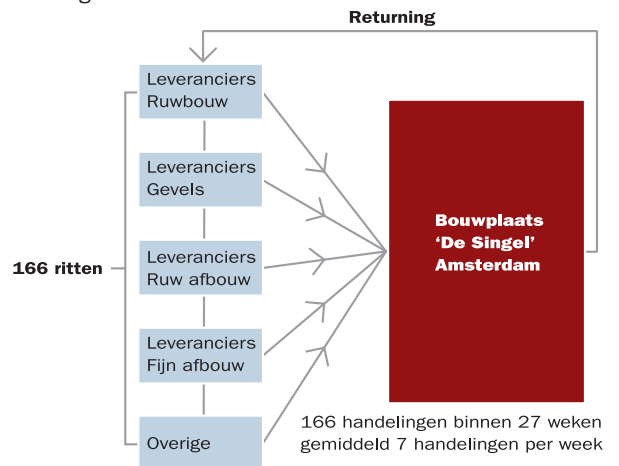 Returning
Leveranciers
Ruwbouw
Leveranciers
Gevels
Leveranciers
Ruw afbouw
Leveranciers
Fijn afbouw
Overige
166 ritten
Bouwplaats
‘De Singel’
Amsterdam
166 handelingen binnen 27 weken
gemiddeld 7 handelingen per week